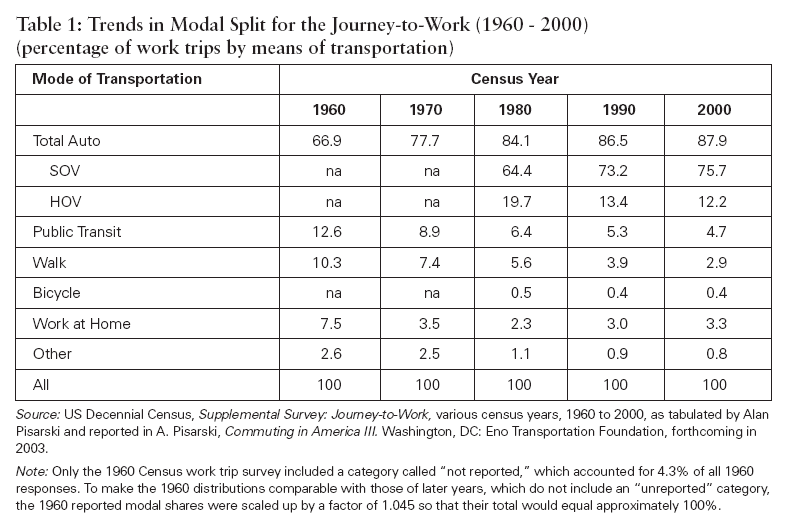 Table 1: Trends in Modal Split for the Journey-to-Work (1960 - 2000)
(percentage of work trips by means of transportation)
Mode of Transportation Census Year
1960 1970 1980 1990 2000
Total Auto 66.9 77.7 84.1 86.5 87.9
SOV na na 64.4 73.2 75.7
HOV na na 19.7 13.4 12.2
Public Transit 12.6 8.9 6.4 5.3 4.7
Walk 10.3 7.4 5.6 3.9 2.9
Bicycle na na 0.5 0.4 0.4
Work at Home 7.5 3.5 2.3 3.0 3.3
Other 2.6 2.5 1.1 0.9 0.8
All 100 100 100 100 100
Source: US Decennial Census, Supplemental Survey: Journey-to-Work, various census years, 1960 to 2000, as tabulated by Alan
Pisarski and reported in A. Pisarski, Commuting in America III. Washington, DC: Eno Transportation Foundation, forthcoming in
2003.
Note: Only the 1960 Census work trip survey included a category called “not reported,” which accounted for 4.3% of all 1960
responses. To make the 1960 distributions comparable with those of later years, which do not include an “unreported” category,
the 1960 reported modal shares were scaled up by a factor of 1.045 so that their total would equal approximately 100%.